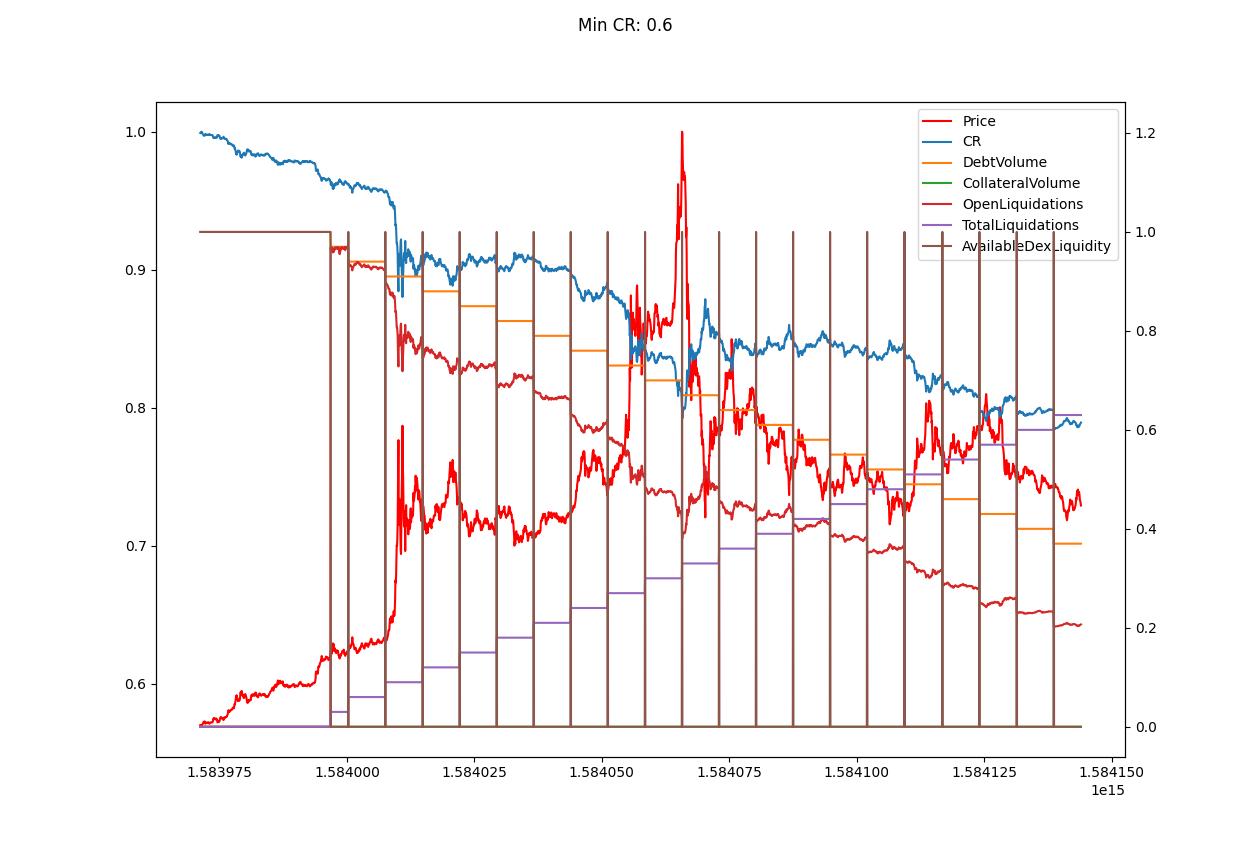 Min CR: 0.6
1.0
0.9
0.8
0.7
0.6
1.2
1.0
0.8
0.6
0.4
0.2
0.0
Price
CR
DebtVolume
CollateralVolume
OpenLiquidations
TotalLiquidations
AvailableDexLiquidity
1.583975 1.584000 1.584025 1.584050 1.584075 1.584100 1.584125 1.584150
1e15